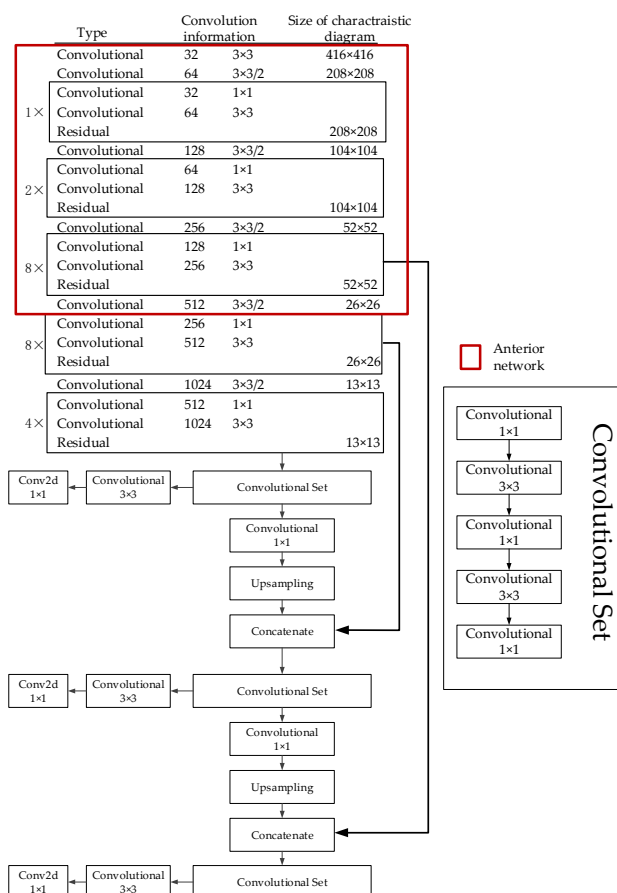 Type Convolution information Size of charactraistic diagram
Convolutional 32 3×3 416×416
Convolutional 64 3×3/2 208×208
1×
Convolutional 32 1×1
Convolutional 64 3×3
Residual 208×208
Convolutional 128 3×3/2 104×104
2×
Convolutional 64 1×1
Convolutional 128 3×3
Residual 104×104
Convolutional 256 3×3/2 52×52
8×
Convolutional 128 1×1
Convolutional 256 3×3
Residual 52×52
Convolutional 512 3×3/2 26×26
8×
Convolutional 256 1×1
Convolutional 512 3×3
Residual 26×26
Convolutional 1024 3×3/2 13×13
4×
Convolutional 512 1×1
Convolutional 1024 3×3
Residual 13×13
Conv2d
1×1
Convolutional
3×3
Convolutional Set
Convolutional
1×1
Upsampling
Concatenate
Conv2d
1×1
Convolutional
3×3
Convolutional Set
Convolutional
1×1
Upsampling
Concatenate
Conv2d
1×1
Convolutional
3×3
Convolutional Set
Anterior
network
Convolutional
1×1
Convolutional
3×3
Convolutional
1×1
Convolutional
3×3
Convolutional
1×1
Convolutional Set